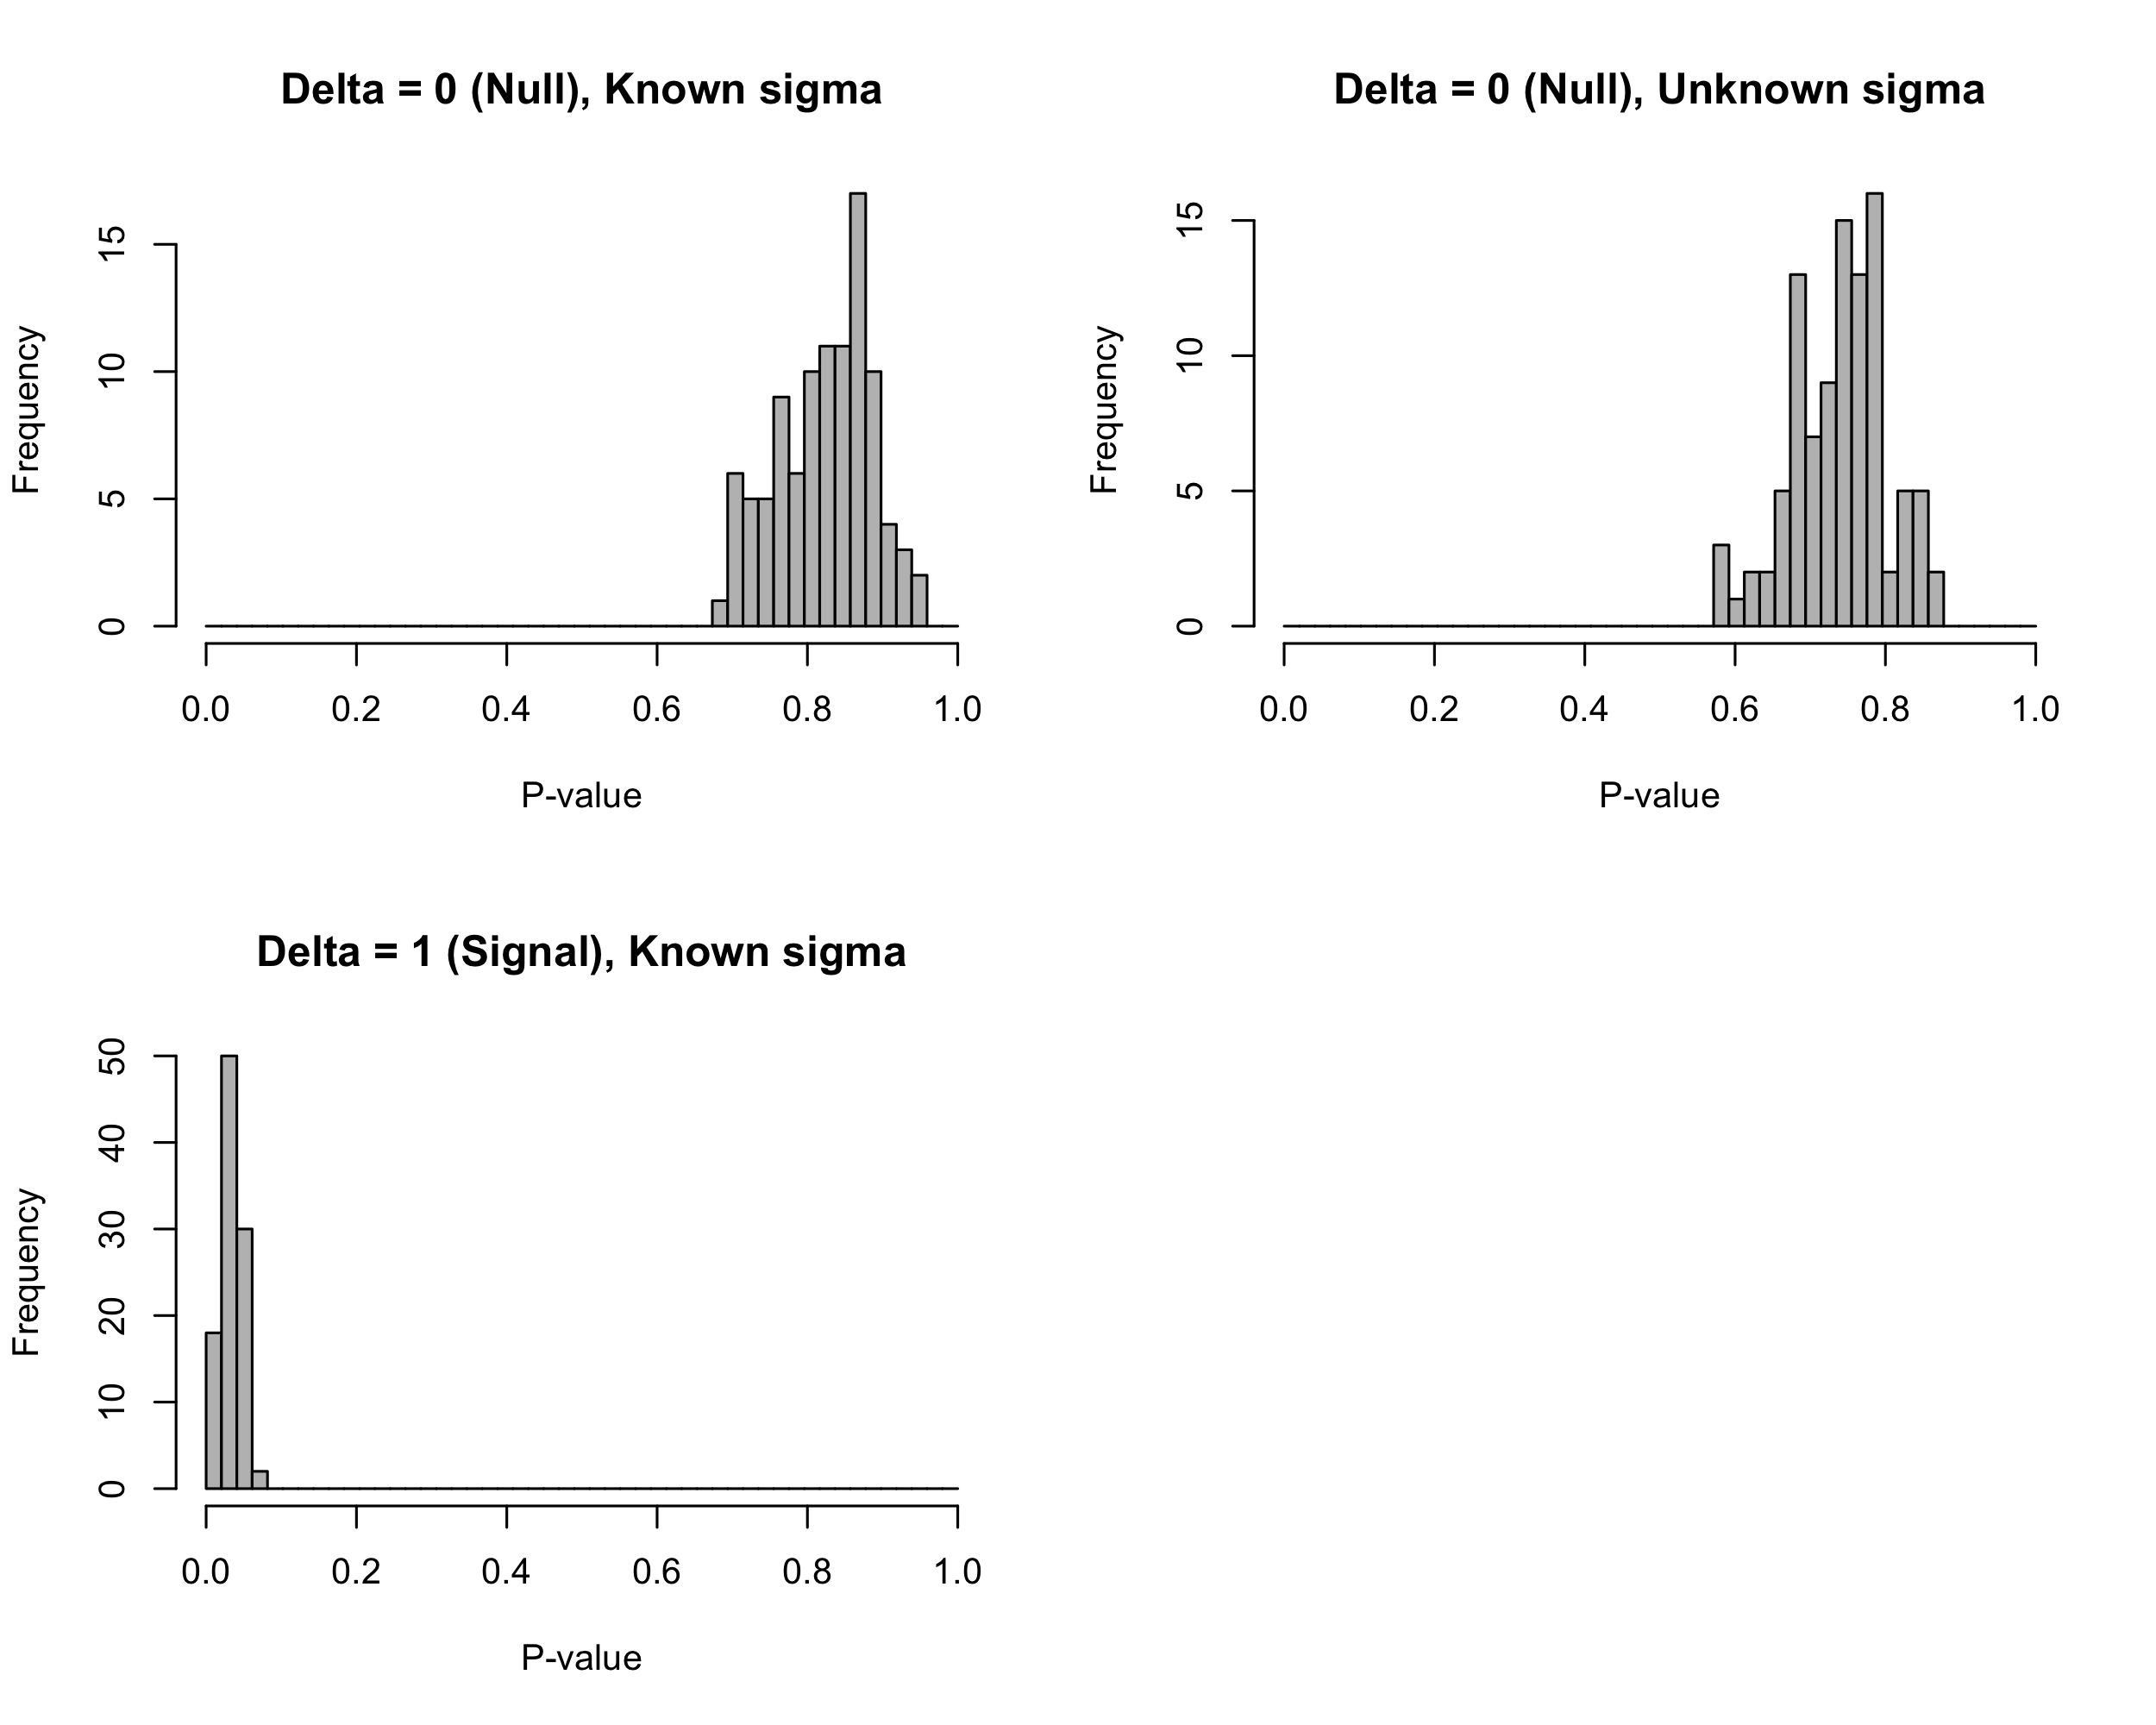 Delta = 0 (Null), Known sigma
Frequency
15
10
5
0
0.0 0.2 0.4 0.6 0.8 1.0
P-value
Delta = 0 (Null), Unknown sigma
Frequency
15
10
5
0
0.0 0.2 0.4 0.6 0.8 1.0
P-value
Delta = 1 (Signal), Known sigma
Frequency
50
40
30
20
10
0
0.0 0.2 0.4 0.6 0.8 1.0
P-value